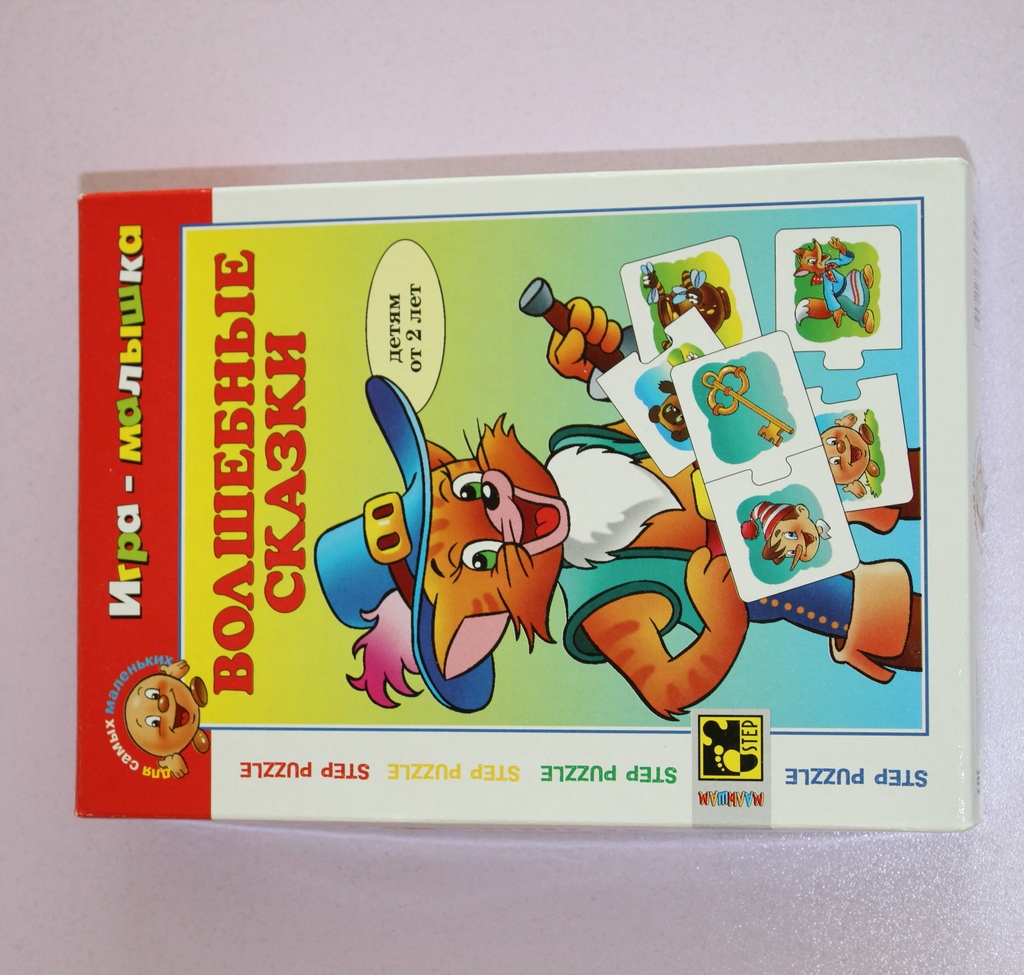 для самых маленьких
Игра - малышка
ВОЛШЕБНЫЕ
СКАЗКИ
детям
от 2 лет
STEP PUZZLE
STEP PUZZLE
STEP PUZZLE
STEP
МАЛЫШАМ
STEP PUZZLE